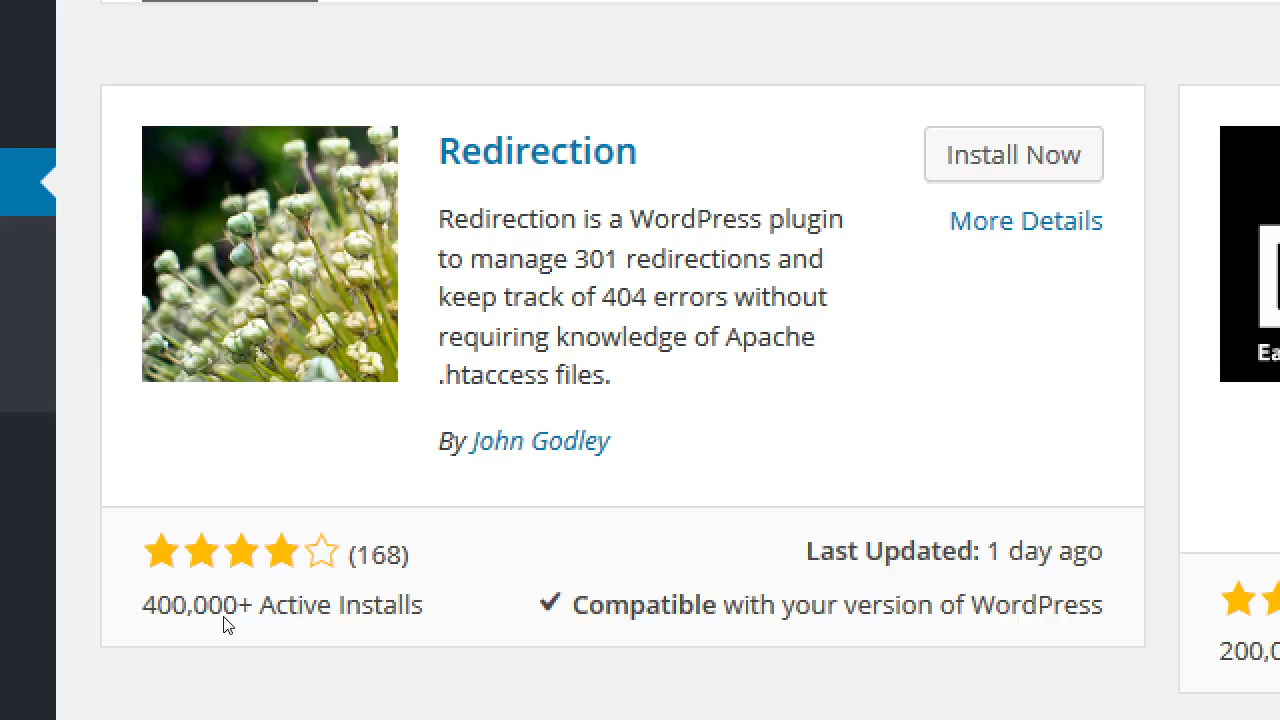 Redirection
Install Now
Redirection is a WordPress plugin
More Details
to manage 301 redirections and
keep track of 404 errors without
requiring knowledge of Apache
.htaccess files.
By John Godley
(168)
Last Updated: 1 day ago
400,000+ Active Installs
Compatible with your version of WordPress